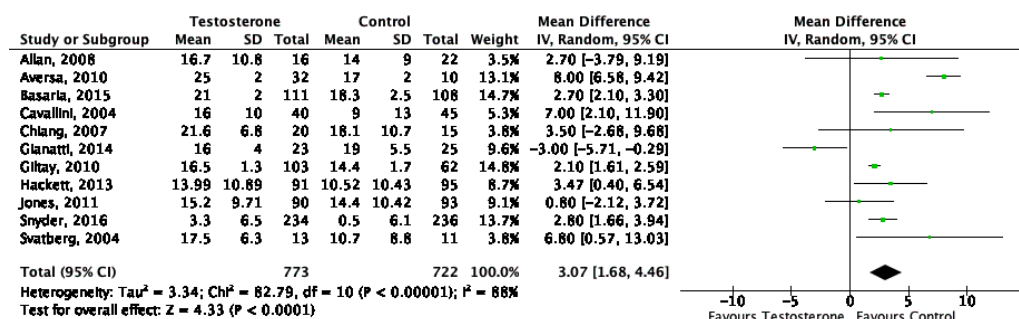 Testosterone Control Mean Difference Mean Difference
Study or Subgroup Mean SD Total Mean SD Total Weight IV, Random, 95% CI IV, Random, 95% CI
Allan, 2008 16.7 10.8 16 14 9 22 3.5% 2.70 [-3.79, 9.19]
Aversa, 2010 25 2 32 17 2 10 13.1% 8.00 [6.58, 9.42]
Basaria, 2015 21 2 111 18.3 2.5 108 14.7% 2.70 [2.10, 3.30]
Cavallini, 2004 16 10 40 9 13 45 5.3% 7.00 [2.10, 11.90]
Chiang, 2007 21.6 6.8 20 18.1 10.7 15 3.8% 3.50 [-2.68, 9.68]
Gianatti, 2014 16 4 23 19 5.5 25 9.6% -3.00 [-5.71, -0.29]
Giltay, 2010 16.5 1.3 103 14.4 1.7 62 14.8% 2.10 [1.61, 2.59]
Hackett, 2013 13.99 10.89 91 10.52 10.43 95 8.7% 3.47 [0.40, 6.54]
Jones, 2011 15.2 9.71 90 14.4 10.42 93 9.1% 0.80 [-2.12, 3.72]
Snyder, 2016 3.3 6.5 234 0.5 6.1 236 13.7% 2.80 [1.66, 3.94]
Svatberg, 2004 17.5 6.3 13 10.7 8.8 11 3.8% 6.80 [0.57, 13.03]
Total (95% CI) 773 722 100.0% 3.07 [1.68, 4.46]
Heterogeneity: Tau² = 3.34; Chi² = 82.79, df = 10 (P < 0.00001); I² = 88%
Test for overall effect: Z = 4.33 (P < 0.0001)
-10 -5 0 5 10
Favours Testosterone Favours Control